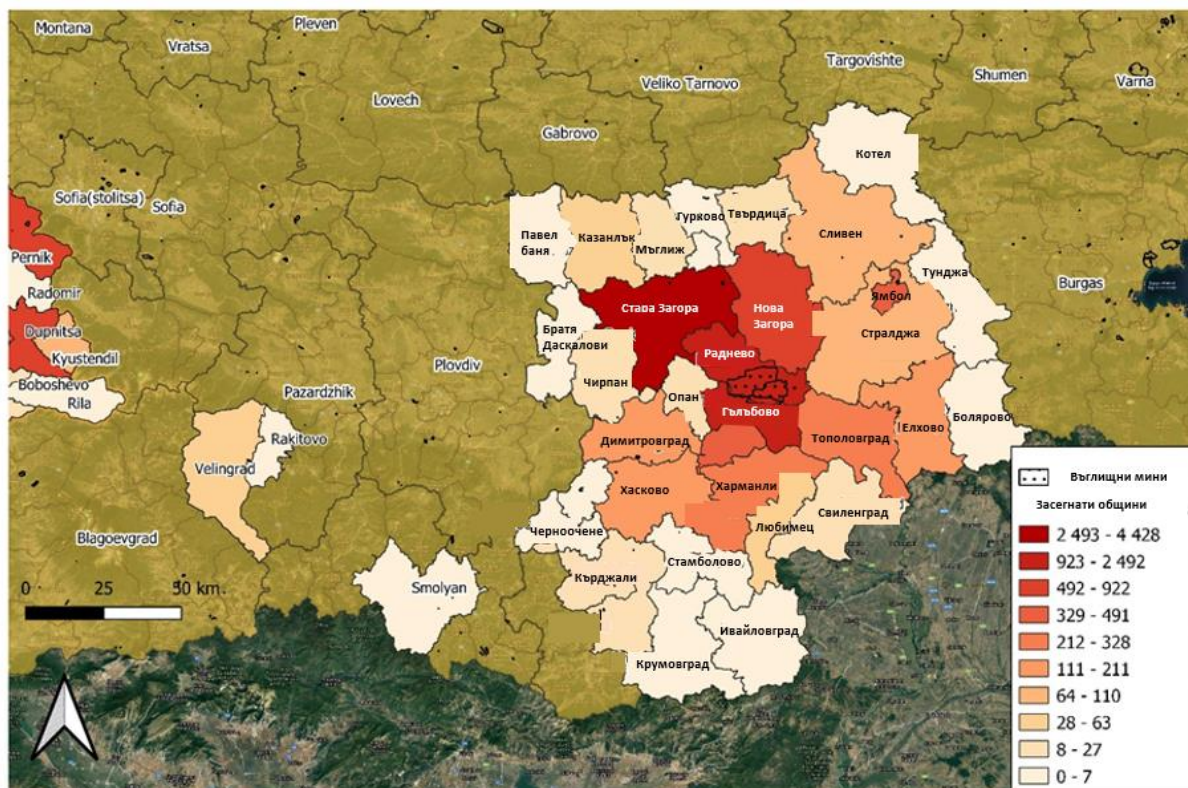 Montana
Vratsa
Pleven
Lovech
Veliko Tarnovo
Targovishte
Shumen
Varna
Gabrovo
Sofia(stolitsa)
Sofia
Pernik
Radomir
Dupnitsa
Kyustendil
Boboshevo
Rila
Pazardzhik
Plovdiv
Burgas
Velingrad
Rakitovo
Blagoevgrad
Smolyan
Котел
Павел
баня
Казанлък
Мъглиж
Гурково
Твърдица
Сливен
Тунджа
Ямбол
Стара Загора
Нова
Загора
Стралджа
Братя
Даскалови
Раднево
Чирпан
Опан
Гълъбово
Димитровград
Тополовград
Елхово
Болярово
Хасково
Харманли
Любимец
Свиленград
Черноочене
Стамболово
Кърджали
Ивайловград
Крумовград
0 25 50 km.
Въглищни мини
Засегнати общини
2 493 - 4 428
923 - 2 492
492 - 922
329 - 491
212 - 328
111 - 211
64 - 110
28 - 63
8 - 27
0 - 7